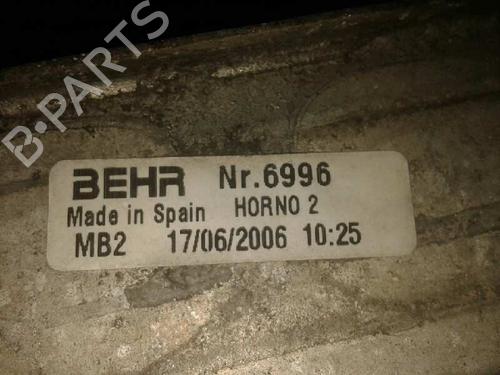 B-PARTS
BEHR Nr.6996
Made in Spain HORNO 2
MB2 17/06/2006 10:25